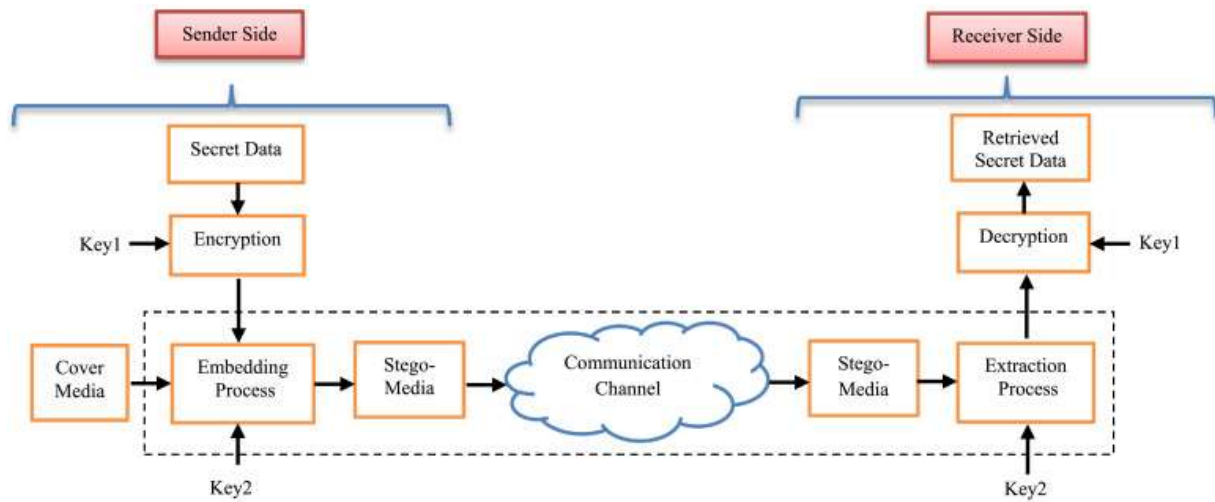 Sender Side
Receiver Side
Secret Data
Retrieved
Secret Data
Key1
Encryption
Decryption
Key1
Cover
Media
Embedding
Process
Stego-
Media
Communication
Channel
Stego-
Media
Extraction
Process
Key2
Key2